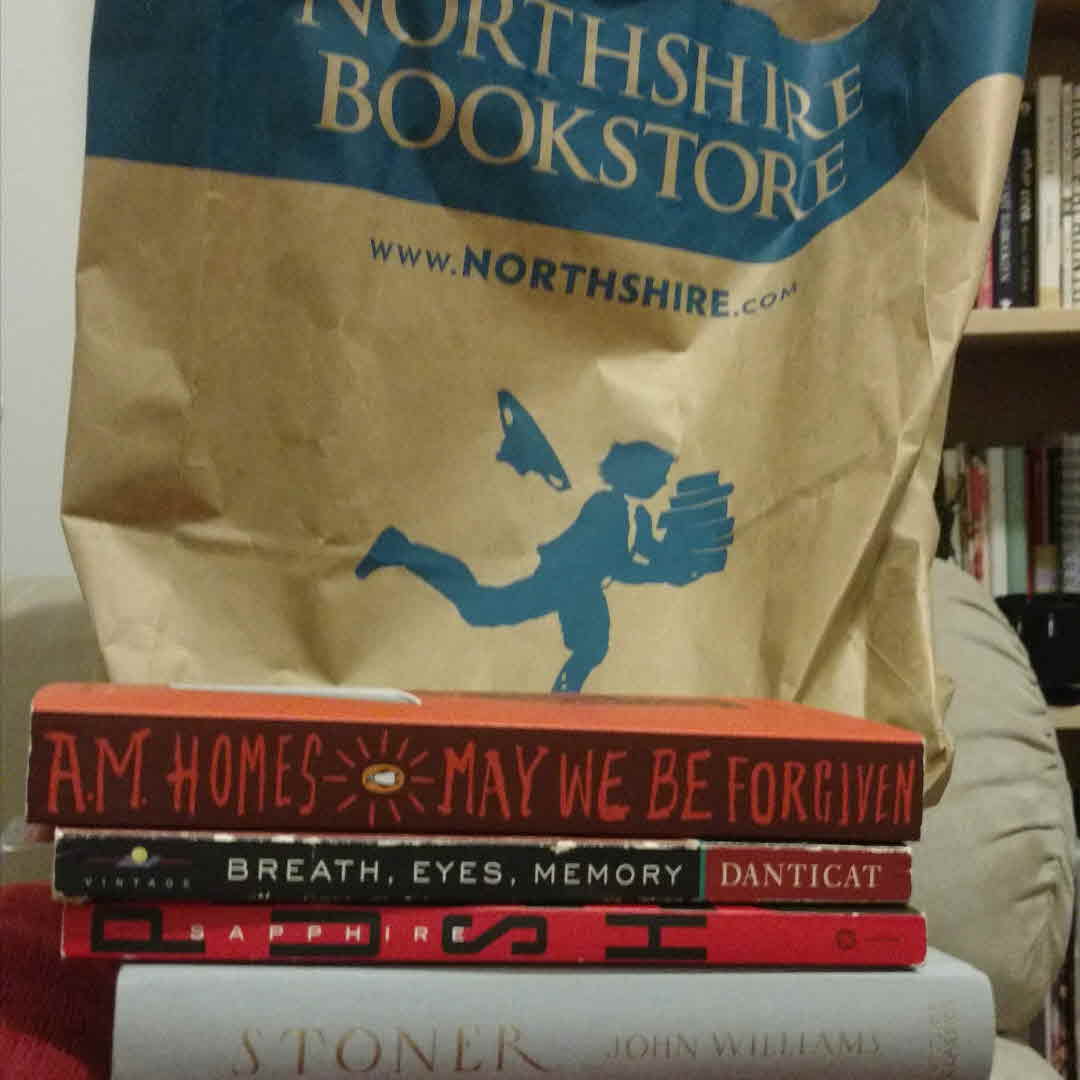 NORTHSHIRE
BOOKSTORE
www.NORTHSHIRE.COM
A.M. HOMES MAY WE BE FORGIVEN
VINTAGE BREATH, EYES, MEMORY DANTICAT
PUSH SAPPHIRE
STONER JOHN WILLIAMS